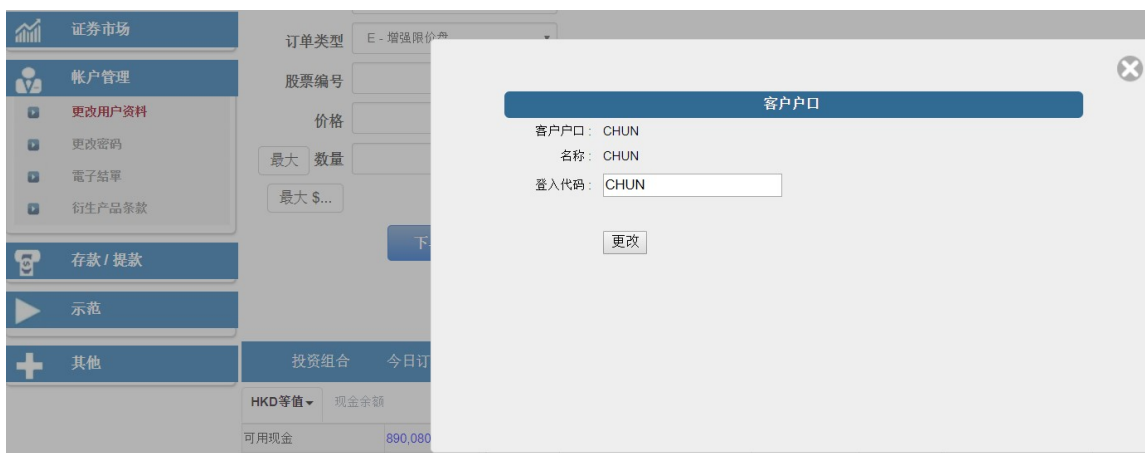 证券市场
帐户管理
更改用户资料
更改密码
電子結單
衍生产品条款
存款 / 提款
示范
其他
订单类型 E - 增强限价盘
股票编号
价格
最大 数量
最大 $...
下
投资组合 今日订
HKD等值 现金余额
可用现金 890,080
客户户口
客户户口 : CHUN
名称 : CHUN
登入代码 : CHUN
更改